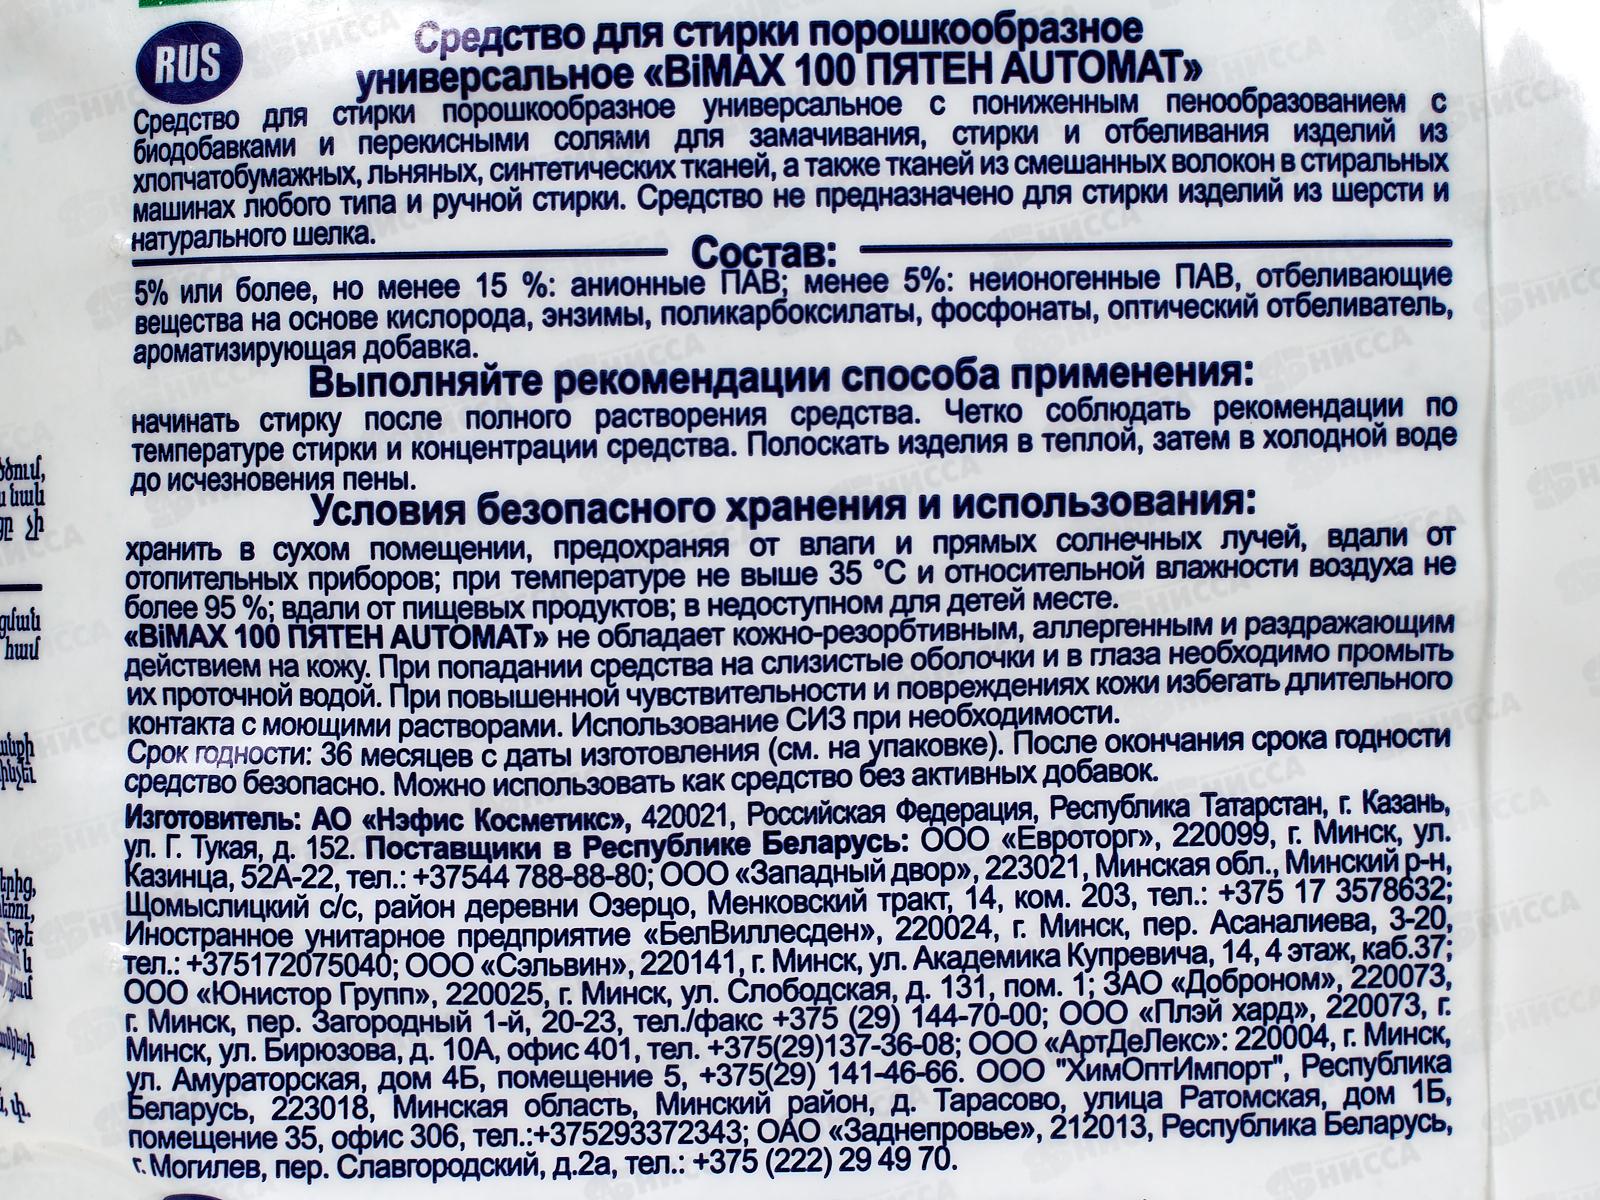 RUS
Средство для стирки порошкообразное
универсальное «BiMAX 100 ПЯТЕН AUTOMAT»
Средство для стирки порошкообразное универсальное с пониженным пенообразованием с
биодобавками и перекисными солями для замачивания, стирки и отбеливания изделий из
хлопчатобумажных, льняных, синтетических тканей, а также тканей из смешанных волокон в стиральных
машинах любого типа и ручной стирки. Средство не предназначено для стирки изделий из шерсти и
натурального шелка.
Состав:
5% или более, но менее 15 %: анионные ПАВ; менее 5%: неионогенные ПАВ, отбеливающие
вещества на основе кислорода, энзимы, поликарбоксилаты, фосфонаты, оптический отбеливатель,
ароматизирующая добавка.
Выполняйте рекомендации способа применения:
начинать стирку после полного растворения средства. Четко соблюдать рекомендации по
температуре стирки и концентрации средства. Полоскать изделия в теплой, затем в холодной воде
до исчезновения пены.
Условия безопасного хранения и использования:
хранить в сухом помещении, предохраняя от влаги и прямых солнечных лучей, вдали от
отопительных приборов; при температуре не выше 35 °С и относительной влажности воздуха не
более 95 %; вдали от пищевых продуктов; в недоступном для детей месте.
«BiMAX 100 ПЯТЕН AUTOMAT» не обладает кожно-резорбтивным, аллергенным и раздражающим
действием на кожу. При попадании средства на слизистые оболочки и в глаза необходимо промыть
их проточной водой. При повышенной чувствительности и повреждениях кожи избегать длительного
контакта с моющими растворами. Использование СИЗ при необходимости.
Срок годности: 36 месяцев с даты изготовления (см. на упаковке). После окончания срока годности
средство безопасно. Можно использовать как средство без активных добавок.
Изготовитель: АО «Нэфис Косметикс», 420021, Российская Федерация, Республика Татарстан, г. Казань,
ул. Г. Тукая, д. 152. Поставщики в Республике Беларусь: ООО «Евроторг», 220099, г. Минск, ул.
Казинца, 52А-22, тел.: +37544 788-88-80; ООО «Западный двор», 223021, Минская обл., Минский р-н,
Щомыслицкий с/с, район деревни Озерцо, Менковский тракт, 14, ком. 203, тел.: +375 17 3578632;
Иностранное унитарное предприятие «БелВиллесден», 220024, г. Минск, пер. Асаналиева, 3-20,
тел.: +375172075040; ООО «Сэльвин», 220141, г. Минск, ул. Академика Купревича, 14, 4 этаж, каб.37;
ООО «Юнистор Групп», 220025, г. Минск, ул. Слободская, д. 131, пом. 1; ЗАО «Доброном», 220073,
г. Минск, пер. Загородный 1-й, 20-23, тел./факс +375 (29) 144-70-00; ООО «Плэй хард», 220073, г.
Минск, ул. Бирюзова, д. 10А, офис 401, тел. +375(29)137-36-08; ООО «АртДеЛекс»: 220004, г. Минск,
ул. Амураторская, дом 4Б, помещение 5, +375(29) 141-46-66. ООО "ХимОптИмпорт", Республика
Беларусь, 223018, Минская область, Минский район, д. Тарасово, улица Ратомская, дом 1Б,
помещение 35, офис 306, тел.:+375293372343; ОАО «Заднепровье», 212013, Республика Беларусь,
г. Могилев, пер. Славгородский, д.2а, тел.: +375 (222) 29 49 70.